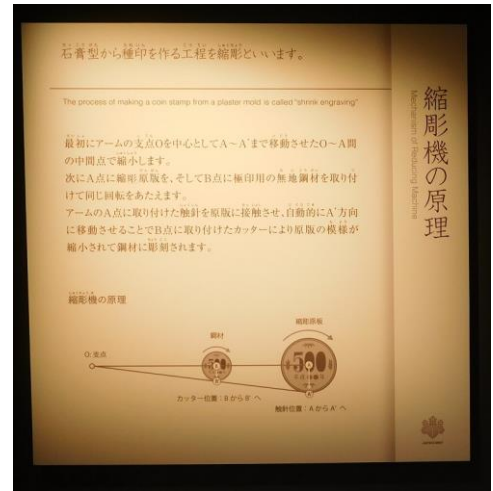 縮彫機の原理
Mechanism of Reducing Machine
石膏型から種印を作る工程を縮彫といいます。
The process of making a coin stamp from a plaster mold is called "shrink engraving"
最初にアームの支点Oを中心としてA～A'まで移動させたO～A間
の中間点で縮小します。
次にA点に縮彫原版を、そしてB点に極印用の無地鋼材を取り付
けて同じ回転をあたえます。
アームのA点に取り付けた触針を原版に接触させ、自動的にA'方向
に移動させることでB点に取り付けたカッターにより原版の模様が
縮小されて鋼材に彫刻されます。
縮彫機の原理
縮彫原版
鋼材
O:支点
500
500
カッター位置：BからB' へ
触針位置：AからA' へ